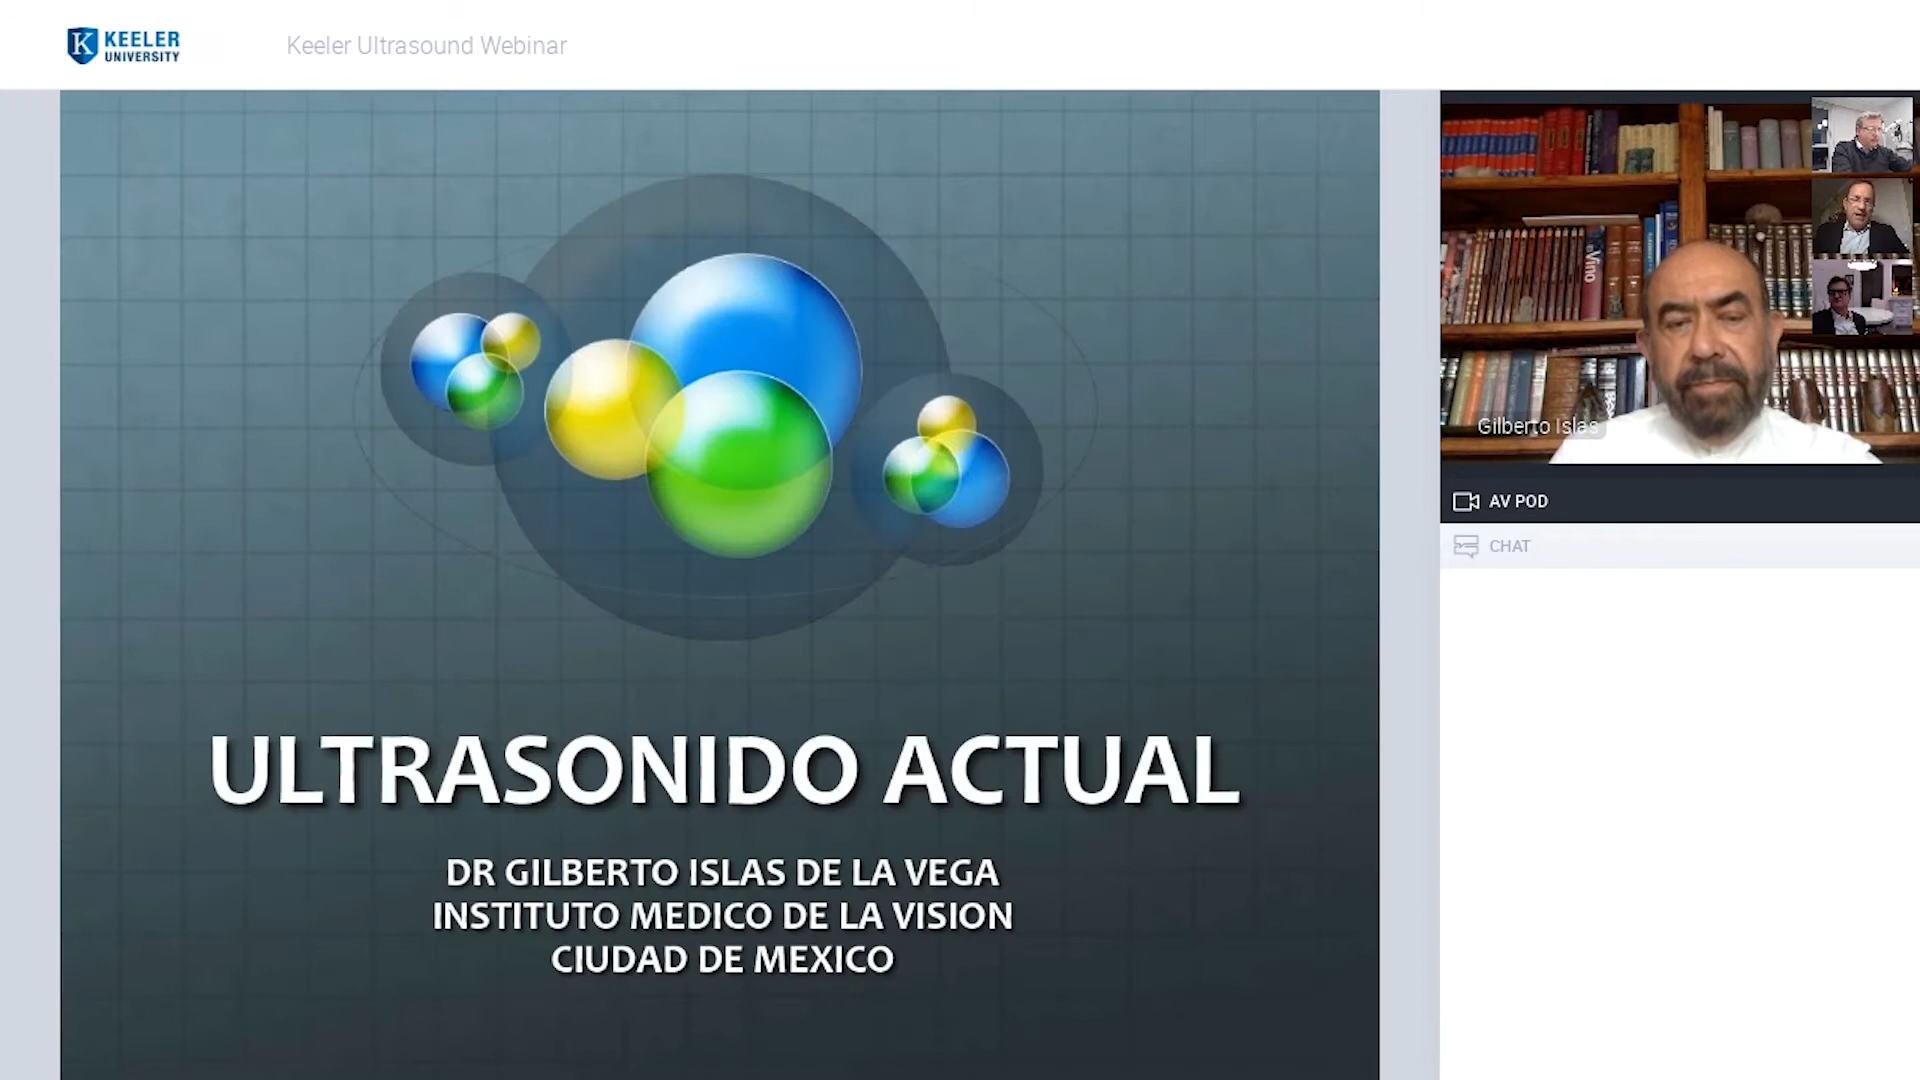 K KEELER
UNIVERSITY
Keeler Ultrasound Webinar
ULTRASONIDO ACTUAL
DR GILBERTO ISLAS DE LA VEGA
INSTITUTO MEDICO DE LA VISION
CIUDAD DE MEXICO
Vino
Gilberto Islas
AV POD
CHAT